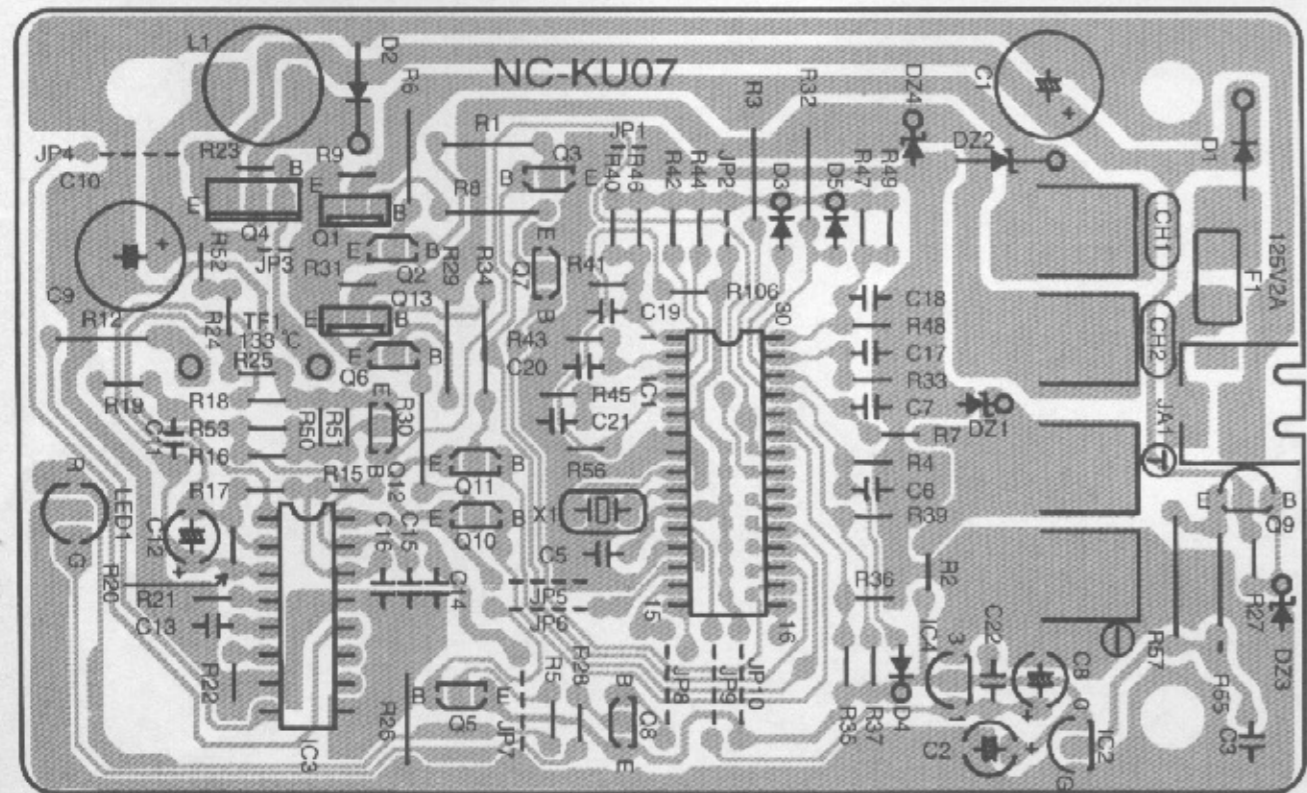 NC-KU07
L1
D2
R6
R1
JP1
Q3
B
E
R3
R32
DZ4
DZ2
C1
+
D1
JP4
C10
R23
B
R9
E
Q4
E
Q1
B
R8
R40
R46
R42
R44
JP2
D3
D5
R47
R49
CH1
125V/2A
F1
+
R52
JP3
R31
E
Q2
B
R29
R34
E
Q7
B
R41
C19
R106
30
C18
R48
C17
R33
C7
CH2
C9
R12
R24
TF1
133℃
R25
Q13
E
B
E
B
Q6
R43
C20
1
IC1
R45
C21
DZ1
R7
JA1
+
R19
C11
R18
R53
R16
R50
R51
E
B
Q12
R30
R56
R4
C6
R39
R
G
LED1
C12
+
R17
R15
E
Q11
B
E
Q10
B
X1
C5
E
B
Q9
R20
R21
C13
R22
C16
C15
C14
JP5
JP6
15
16
R36
R2
R27
DZ3
IC3
R26
B
Q5
E
JP7
R5
R28
B
Q8
E
JP8
JP9
JP10
R35
R37
D4
IC4
3
1
C22
C8
+
−
R57
R65
C3
C2
+
IC2
G